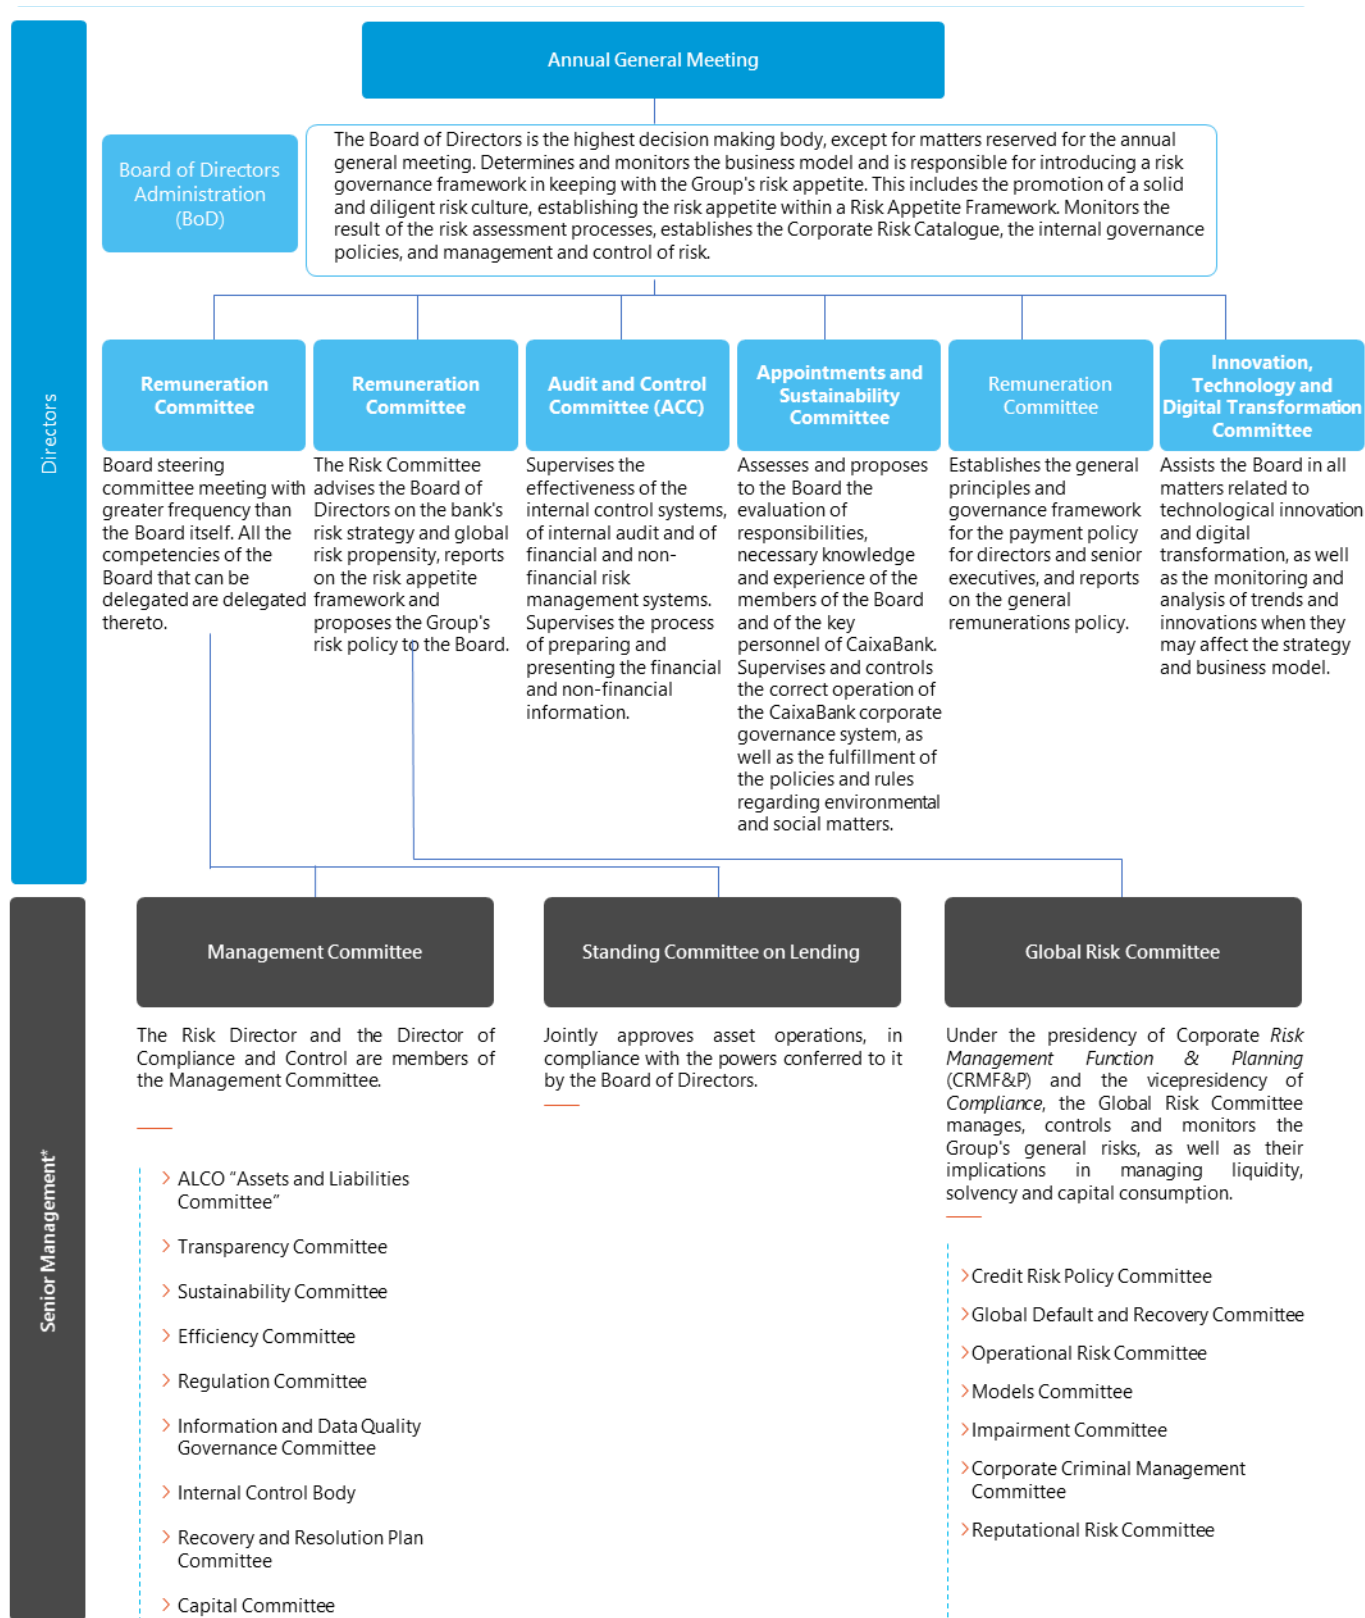 Annual General Meeting
Directors
Board of Directors
Administration
(BoD)
The Board of Directors is the highest decision making body, except for matters reserved for the annual
general meeting. Determines and monitors the business model and is responsible for introducing a risk
governance framework in keeping with the Group's risk appetite. This includes the promotion of a solid
and diligent risk culture, establishing the risk appetite within a Risk Appetite Framework. Monitors the
result of the risk assessment processes, establishes the Corporate Risk Catalogue, the internal governance
policies, and management and control of risk.
Remuneration
Committee
Board steering
committee meeting with
greater frequency than
the Board itself. All the
competencies of the
Board that can be
delegated are delegated
thereto.
Remuneration
Committee
The Risk Committee
advises the Board of
Directors on the bank's
risk strategy and global
risk propensity, reports
on the risk appetite
framework and
proposes the Group's
risk policy to the Board.
Audit and Control
Committee (ACC)
Supervises the
effectiveness of the
internal control systems,
of internal audit and of
financial and non-
financial risk
management systems.
Supervises the process
of preparing and
presenting the financial
and non-financial
information.
Appointments and
Sustainability
Committee
Assesses and proposes
to the Board the
evaluation of
responsibilities,
necessary knowledge
and experience of the
members of the Board
and of the key
personnel of CaixaBank.
Supervises and controls
the correct operation of
the CaixaBank corporate
governance system, as
well as the fulfillment of
the policies and rules
regarding environmental
and social matters.
Remuneration
Committee
Establishes the general
principles and
governance framework
for the payment policy
for directors and senior
executives, and reports
on the general
remunerations policy.
Innovation,
Technology and
Digital Transformation
Committee
Assists the Board in all
matters related to
technological innovation
and digital
transformation, as well
as the monitoring and
analysis of trends and
innovations when they
may affect the strategy
and business model.
Senior Management*
Management Committee
The Risk Director and the Director of
Compliance and Control are members of
the Management Committee.
> ALCO “Assets and Liabilities
Committee”
> Transparency Committee
> Sustainability Committee
> Efficiency Committee
> Regulation Committee
> Information and Data Quality
Governance Committee
> Internal Control Body
> Recovery and Resolution Plan
Committee
> Capital Committee
Standing Committee on Lending
Jointly approves asset operations, in
compliance with the powers conferred to it
by the Board of Directors.
Global Risk Committee
Under the presidency of Corporate Risk
Management Function & Planning
(CRMF&P) and the vicepresidency of
Compliance, the Global Risk Committee
manages, controls and monitors the
Group's general risks, as well as their
implications in managing liquidity,
solvency and capital consumption.
>Credit Risk Policy Committee
>Global Default and Recovery Committee
>Operational Risk Committee
>Models Committee
>Impairment Committee
>Corporate Criminal Management
Committee
>Reputational Risk Committee